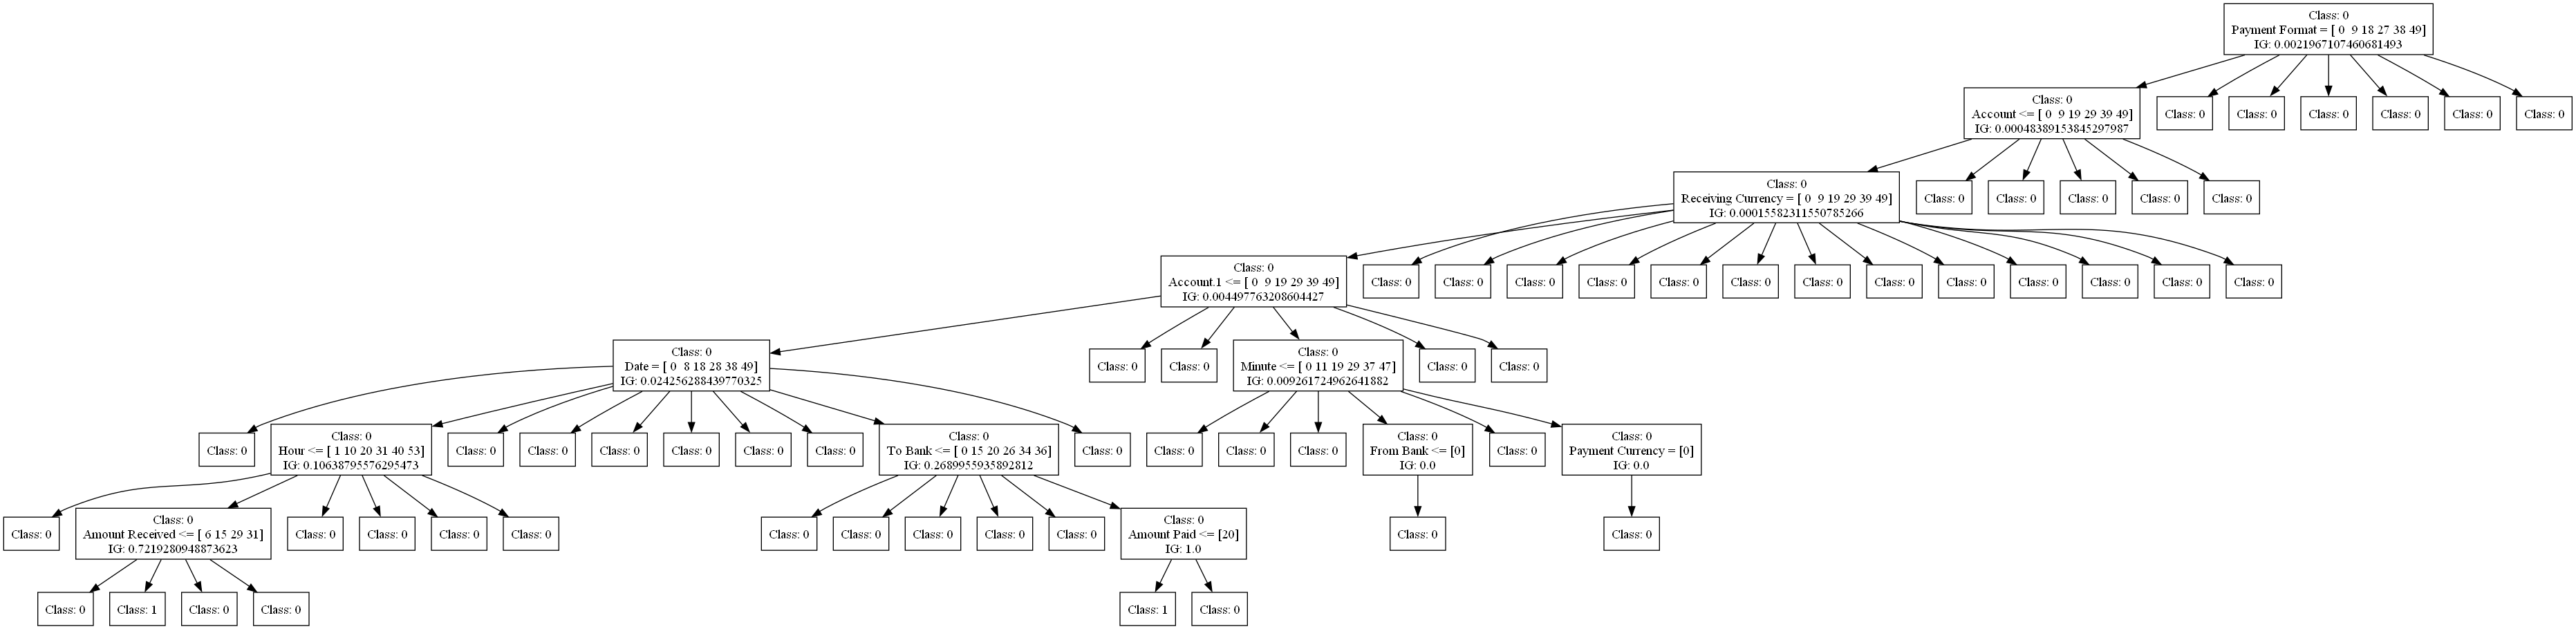 Class: 0
Payment Format = [ 0  9 18 27 38 49]
IG: 0.0021967107460681493
Class: 0
Account <= [ 0  9 19 29 39 49]
IG: 0.00048389153845297987
Class: 0
Class: 0
Class: 0
Class: 0
Class: 0
Class: 0
Class: 0
Receiving Currency = [ 0  9 19 29 39 49]
IG: 0.00015582311550785266
Class: 0
Class: 0
Class: 0
Class: 0
Class: 0
Class: 0
Account.1 <= [ 0  9 19 29 39 49]
IG: 0.004497763208604427
Class: 0
Class: 0
Class: 0
Class: 0
Class: 0
Class: 0
Class: 0
Class: 0
Class: 0
Class: 0
Class: 0
Class: 0
Class: 0
Class: 0
Date = [ 0  8 18 28 38 49]
IG: 0.024256288439770325
Class: 0
Class: 0
Class: 0
Minute <= [ 0 11 19 29 37 47]
IG: 0.009261724962641882
Class: 0
Class: 0
Class: 0
Class: 0
Hour <= [ 1 10 20 31 40 53]
IG: 0.10638795576295473
Class: 0
Class: 0
Class: 0
Class: 0
Class: 0
Class: 0
Class: 0
To Bank <= [ 0 15 20 26 34 36]
IG: 0.2689955935892812
Class: 0
Class: 0
Class: 0
Class: 0
Class: 0
From Bank <= [0]
IG: 0.0
Class: 0
Class: 0
Payment Currency = [0]
IG: 0.0
Class: 0
Class: 0
Amount Received <= [ 6 15 29 31]
IG: 0.7219280948873623
Class: 0
Class: 0
Class: 0
Class: 0
Class: 0
Class: 0
Class: 0
Class: 0
Class: 0
Class: 0
Amount Paid <= [20]
IG: 1.0
Class: 0
Class: 0
Class: 0
Class: 1
Class: 0
Class: 0
Class: 1
Class: 0